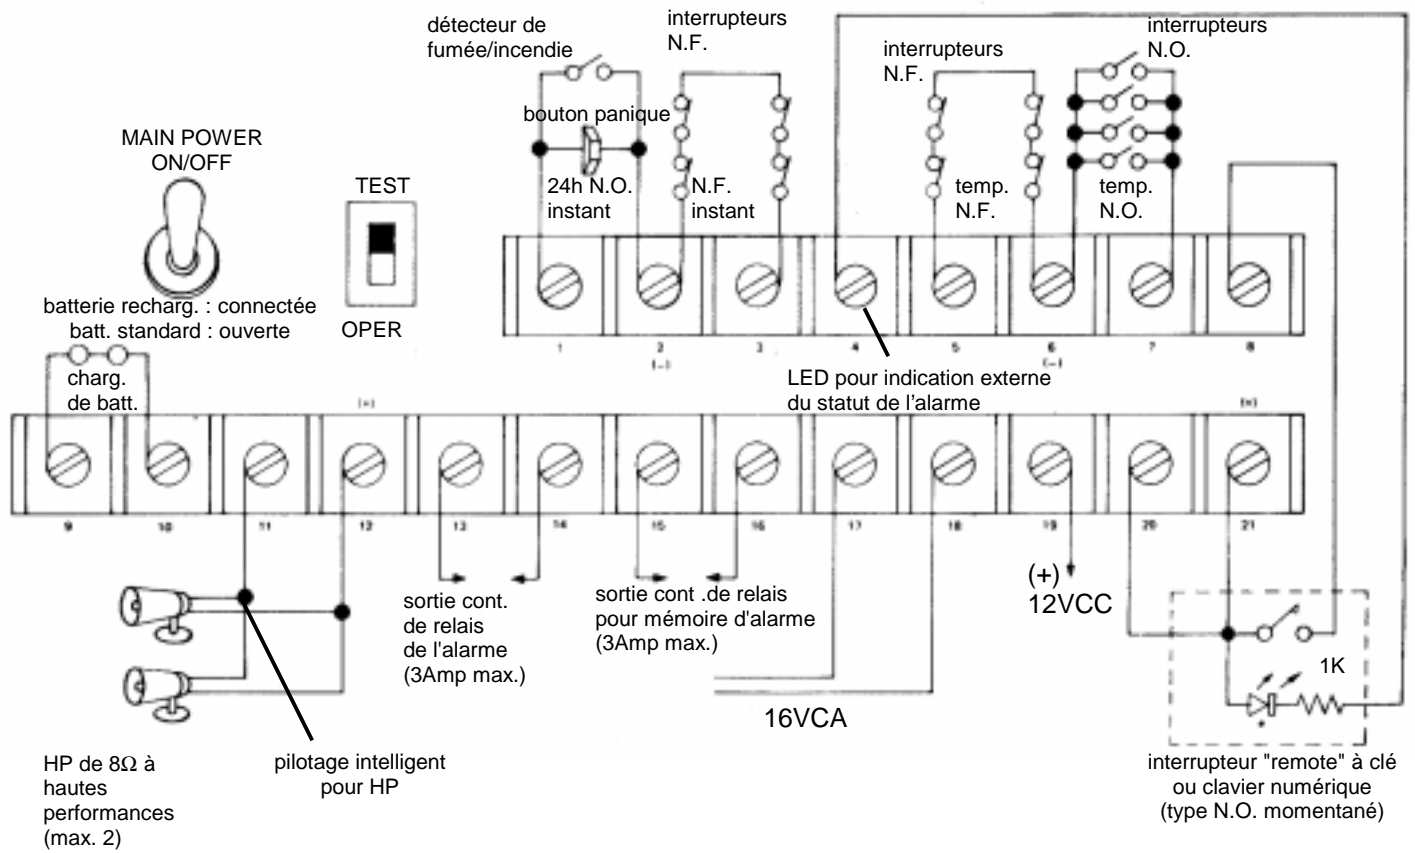 détecteur de
fumée/incendie
interrupteurs
N.F.
interrupteurs
N.F.
interrupteurs
N.O.
bouton panique
24h N.O.
instant
N.F.
instant
temp.
N.F.
temp.
N.O.
MAIN POWER
ON/OFF
TEST
OPER
batterie recharg. : connectée
batt. standard : ouverte
charg.
de batt.
1 2 3 4 5 6 7 8
(–) (–)
LED pour indication externe
du statut de l'alarme
(+) (+)
9 10 11 12 13 14 15 16 17 18 19 20 21
sortie cont.
de relais
de l'alarme
(3Amp max.)
sortie cont .de relais
pour mémoire d'alarme
(3Amp max.)
16VCA
(+)
12VCC
1K
HP de 8Ω à
hautes
performances
(max. 2)
pilotage intelligent
pour HP
interrupteur "remote" à clé
ou clavier numérique
(type N.O. momentané)